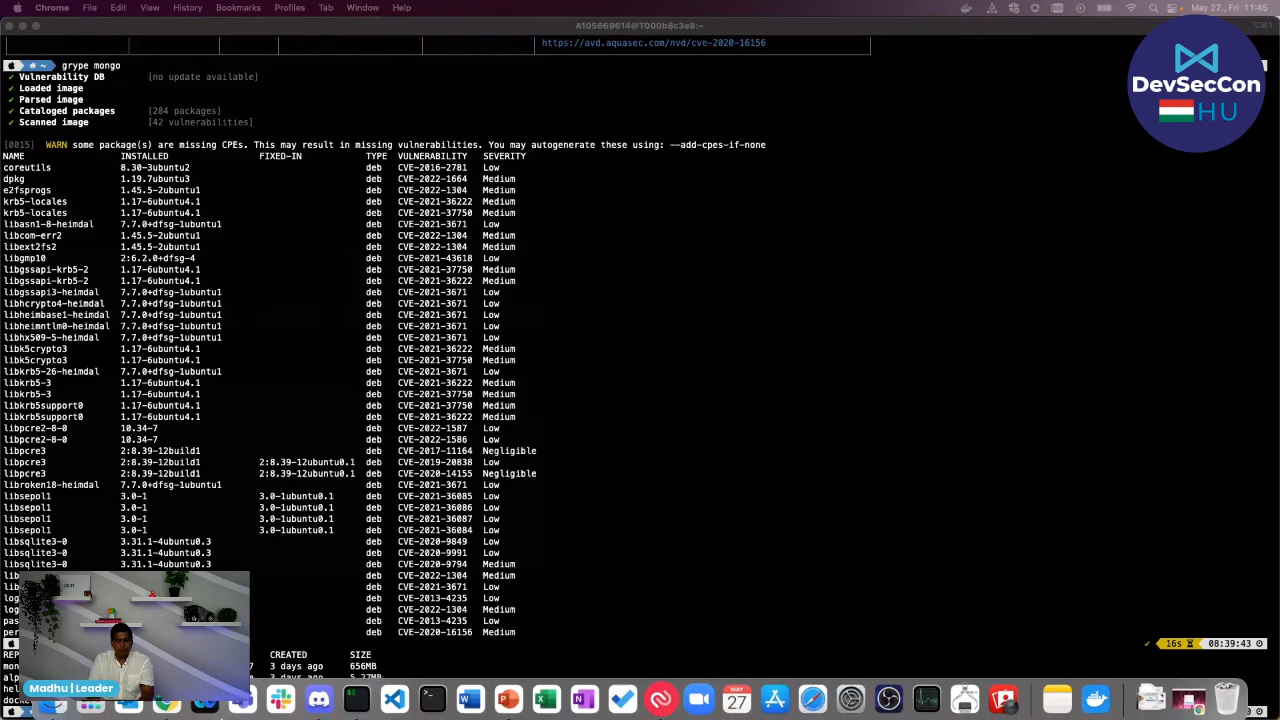 Chrome File Edit View History Bookmarks Profiles Tab Window Help May 27., Fri 11:45
A105669614@T000b8c3e8:~ ⌥⌘1
https://avd.aquasec.com/nvd/cve-2020-16156
~ grype mongo
✔ Vulnerability DB [no update available]
✔ Loaded image
✔ Parsed image
✔ Cataloged packages [284 packages]
✔ Scanned image [42 vulnerabilities]
[0015] WARN some package(s) are missing CPEs. This may result in missing vulnerabilities. You may autogenerate these using: --add-cpes-if-none
NAME INSTALLED FIXED-IN TYPE VULNERABILITY SEVERITY
coreutils 8.30-3ubuntu2 deb CVE-2016-2781 Low
dpkg 1.19.7ubuntu3 deb CVE-2022-1664 Medium
e2fsprogs 1.45.5-2ubuntu1 deb CVE-2022-1304 Medium
krb5-locales 1.17-6ubuntu4.1 deb CVE-2021-36222 Medium
krb5-locales 1.17-6ubuntu4.1 deb CVE-2021-37750 Medium
libasn1-8-heimdal 7.7.0+dfsg-1ubuntu1 deb CVE-2021-3671 Low
libcom-err2 1.45.5-2ubuntu1 deb CVE-2022-1304 Medium
libext2fs2 1.45.5-2ubuntu1 deb CVE-2022-1304 Medium
libgmp10 2:6.2.0+dfsg-4 deb CVE-2021-43618 Low
libgssapi-krb5-2 1.17-6ubuntu4.1 deb CVE-2021-37750 Medium
libgssapi-krb5-2 1.17-6ubuntu4.1 deb CVE-2021-36222 Medium
libgssapi3-heimdal 7.7.0+dfsg-1ubuntu1 deb CVE-2021-3671 Low
libhcrypto4-heimdal 7.7.0+dfsg-1ubuntu1 deb CVE-2021-3671 Low
libheimbase1-heimdal 7.7.0+dfsg-1ubuntu1 deb CVE-2021-3671 Low
libheimntlm0-heimdal 7.7.0+dfsg-1ubuntu1 deb CVE-2021-3671 Low
libhx509-5-heimdal 7.7.0+dfsg-1ubuntu1 deb CVE-2021-3671 Low
libk5crypto3 1.17-6ubuntu4.1 deb CVE-2021-36222 Medium
libk5crypto3 1.17-6ubuntu4.1 deb CVE-2021-37750 Medium
libkrb5-26-heimdal 7.7.0+dfsg-1ubuntu1 deb CVE-2021-3671 Low
libkrb5-3 1.17-6ubuntu4.1 deb CVE-2021-36222 Medium
libkrb5-3 1.17-6ubuntu4.1 deb CVE-2021-37750 Medium
libkrb5support0 1.17-6ubuntu4.1 deb CVE-2021-37750 Medium
libkrb5support0 1.17-6ubuntu4.1 deb CVE-2021-36222 Medium
libpcre2-8-0 10.34-7 deb CVE-2022-1587 Low
libpcre2-8-0 10.34-7 deb CVE-2022-1586 Low
libpcre3 2:8.39-12build1 deb CVE-2017-11164 Negligible
libpcre3 2:8.39-12build1 2:8.39-12ubuntu0.1 deb CVE-2019-20838 Low
libpcre3 2:8.39-12build1 2:8.39-12ubuntu0.1 deb CVE-2020-14155 Negligible
libroken18-heimdal 7.7.0+dfsg-1ubuntu1 deb CVE-2021-3671 Low
libsepol1 3.0-1 3.0-1ubuntu0.1 deb CVE-2021-36085 Low
libsepol1 3.0-1 3.0-1ubuntu0.1 deb CVE-2021-36086 Low
libsepol1 3.0-1 3.0-1ubuntu0.1 deb CVE-2021-36087 Low
libsepol1 3.0-1 3.0-1ubuntu0.1 deb CVE-2021-36084 Low
libsqlite3-0 3.31.1-4ubuntu0.3 deb CVE-2020-9849 Low
libsqlite3-0 3.31.1-4ubuntu0.3 deb CVE-2020-9991 Low
libsqlite3-0 3.31.1-4ubuntu0.3 deb CVE-2020-9794 Medium
deb CVE-2022-1304 Medium
deb CVE-2021-3671 Low
deb CVE-2013-4235 Low
deb CVE-2022-1304 Medium
deb CVE-2013-4235 Low
deb CVE-2020-16156 Medium
✔ 16s 08:39:43
CREATED SIZE
3 days ago 656MB
3 days ago 5.27MB
DevSecCon
HU
Madhu | Leader
MAY
27